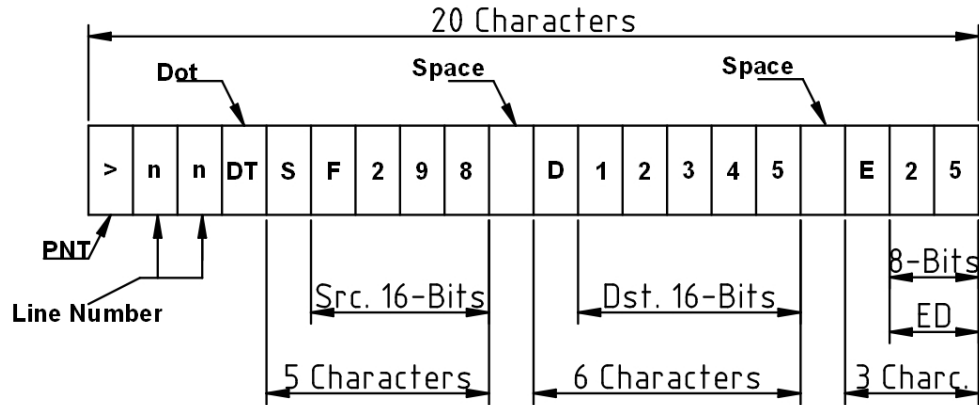 20 Characters
Dot Space Space
> n n DT S F 2 9 8 D 1 2 3 4 5 E 2 5
PNT
8-Bits
Line Number Src. 16-Bits Dst. 16-Bits ED
5 Characters 6 Characters 3 Charc.